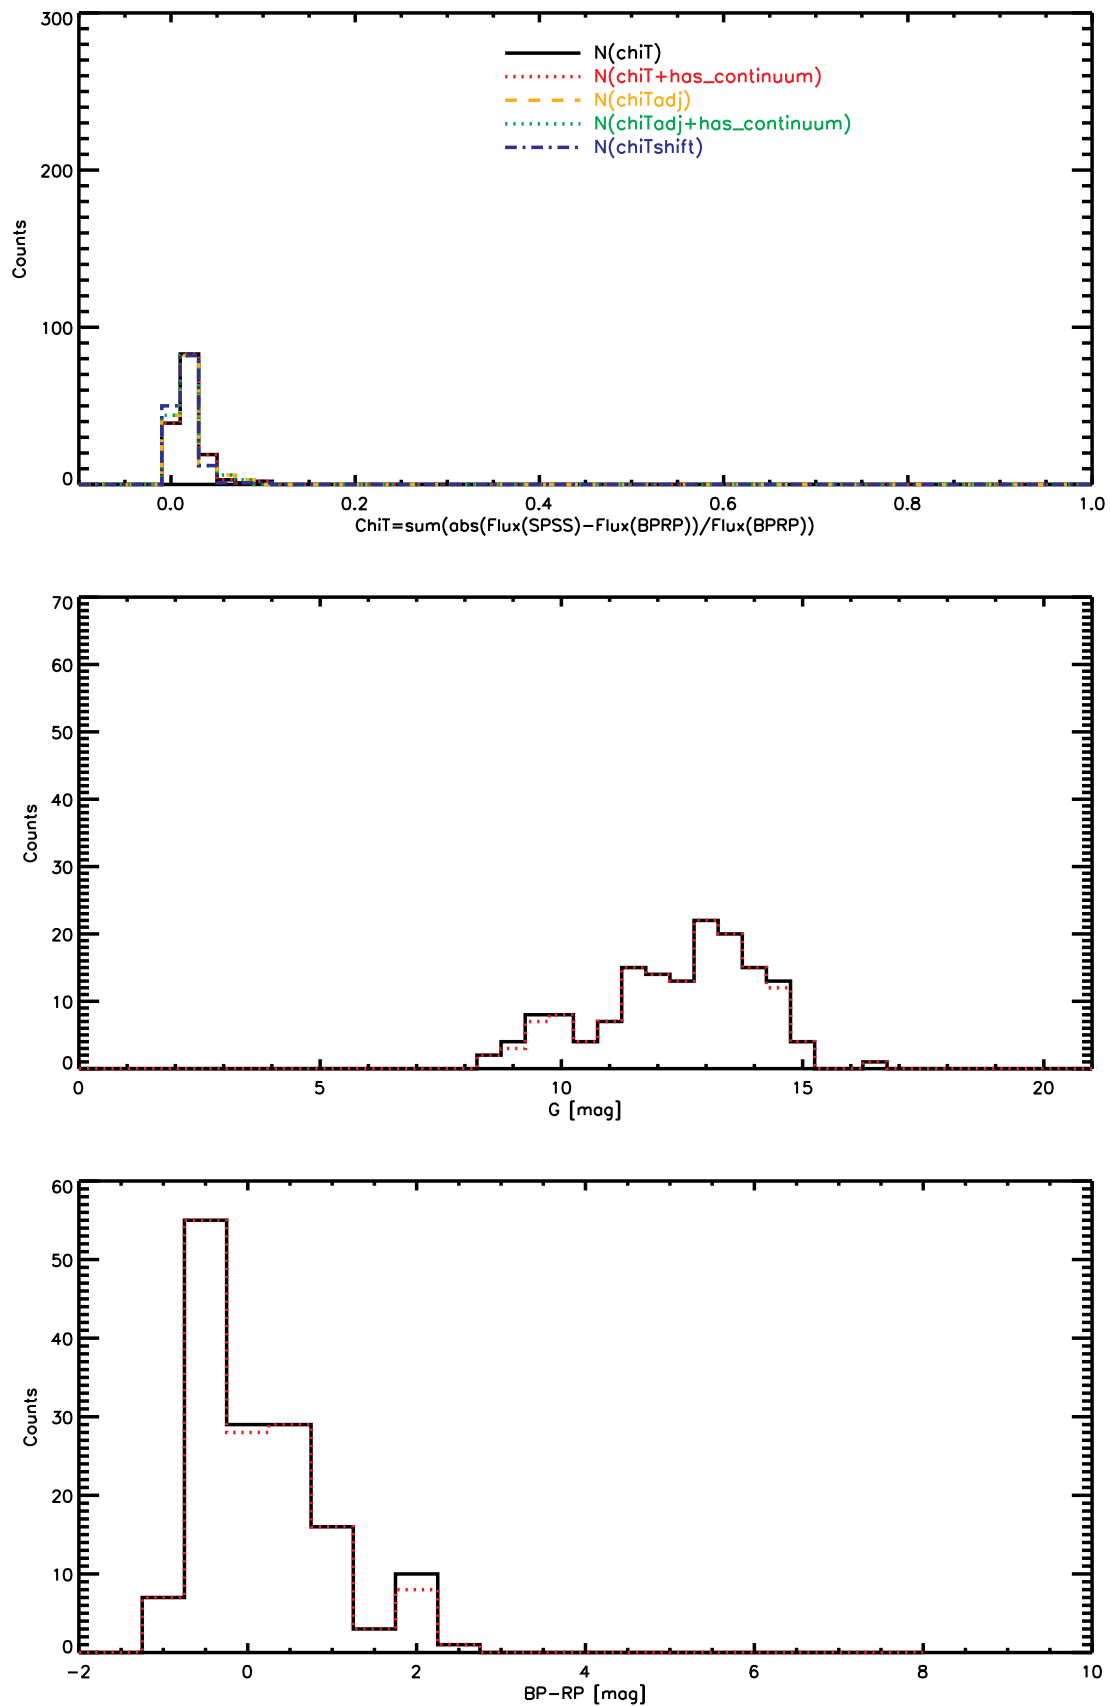 300
200
100
0
Counts
N(chiT)
N(chiT+has_continuum)
N(chiTadj)
N(chiTadj+has_continuum)
N(chiTshift)
0.0 0.2 0.4 0.6 0.8 1.0
ChiT=sum(abs(Flux(SPSS)-Flux(BPRP))/Flux(BPRP))
70
60
50
40
30
20
10
0
Counts
0 5 10 15 20
G [mag]
60
50
40
30
20
10
0
Counts
-2 0 2 4 6 8 10
BP-RP [mag]